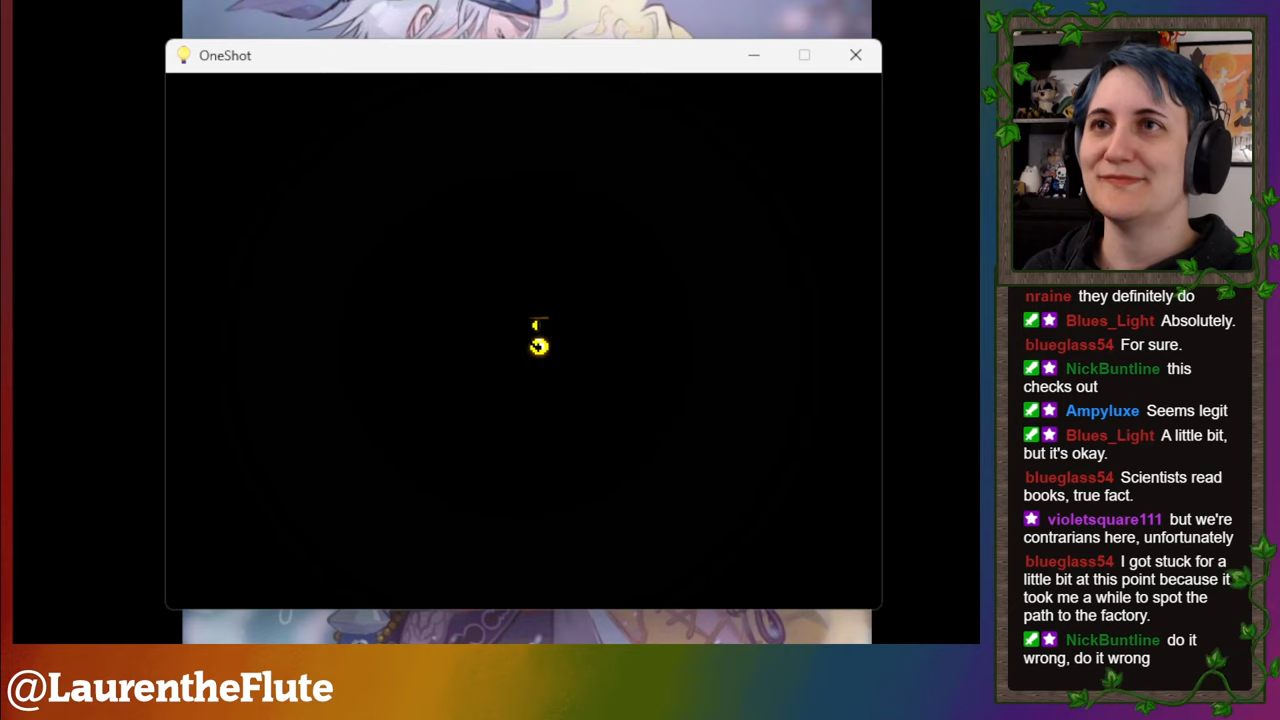 OneShot
nraine they definitely do
Blues_Light Absolutely.
blueglass54 For sure.
NickBuntline this
checks out
Ampyluxe Seems legit
Blues_Light A little bit,
but it's okay.
blueglass54 Scientists read
books, true fact.
violetsquare111 but we're
contrarians here, unfortunately
blueglass54 I got stuck for a
little bit at this point because it
took me a while to spot the
path to the factory.
NickBuntline do it
wrong, do it wrong
@LaurentheFlute